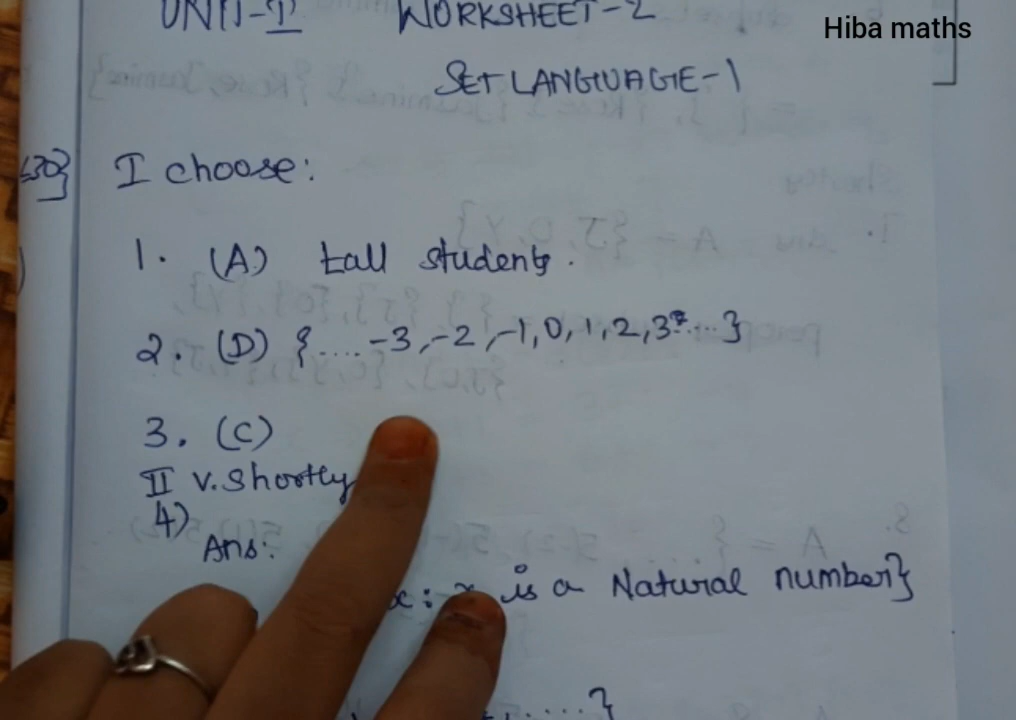 UNIT-I WORKSHEET-2
Hiba maths
SET LANGUAGE-1
I choose:
1. (A) tall students.
2. (D) {....-3,-2,-1,0,1,2,3....}
3. (C)
II V.Shortly
4)
Ans:
x : x is a Natural number}
....}